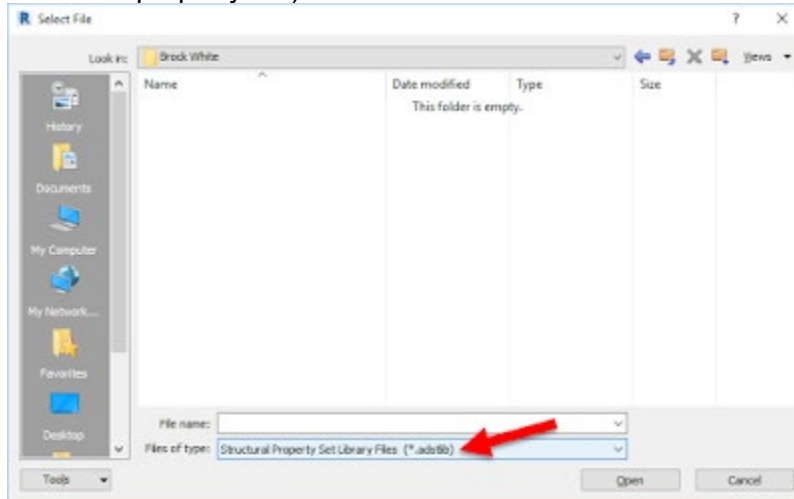 Select File
? ×
Look in: Brock White
Views
Name Date modified Type Size
This folder is empty.
History
Documents
My Computer
My Network...
Favorites
Desktop
File name:
Files of type: Structural Property Set Library Files (*.adstlib)
Tools Open Cancel